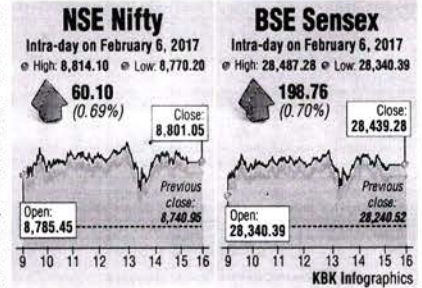 NSE Nifty
Intra-day on February 6, 2017
High: 8,814.10 Low: 8,770.20
60.10
(0.69%)
Close:
8,801.05
Previous
close:
8,740.95
Open:
8,785.45
9 10 11 12 13 14 15 16
BSE Sensex
Intra-day on February 6, 2017
High: 28,487.28 Low: 28,340.39
198.76
(0.70%)
Close:
28,439.28
Previous
close:
28,240.52
Open:
28,340.39
9 10 11 12 13 14 15 16
KBK Infographics